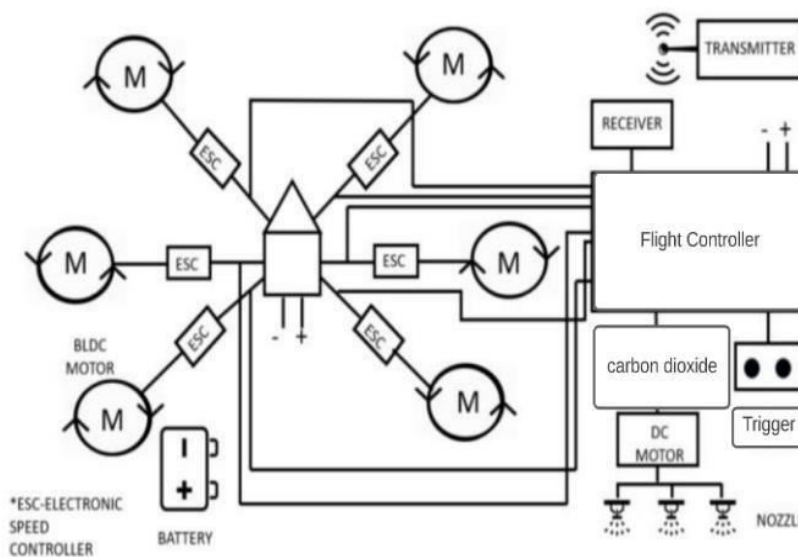 M
M
TRANSMITTER
RECEIVER
- +
ESC
ESC
Flight Controller
M
ESC
ESC
M
- +
ESC
ESC
BLDC
MOTOR
carbon dioxide
M
M
Trigger
DC
MOTOR
- 
+
*ESC-ELECTRONIC
SPEED
CONTROLLER
BATTERY
NOZZL